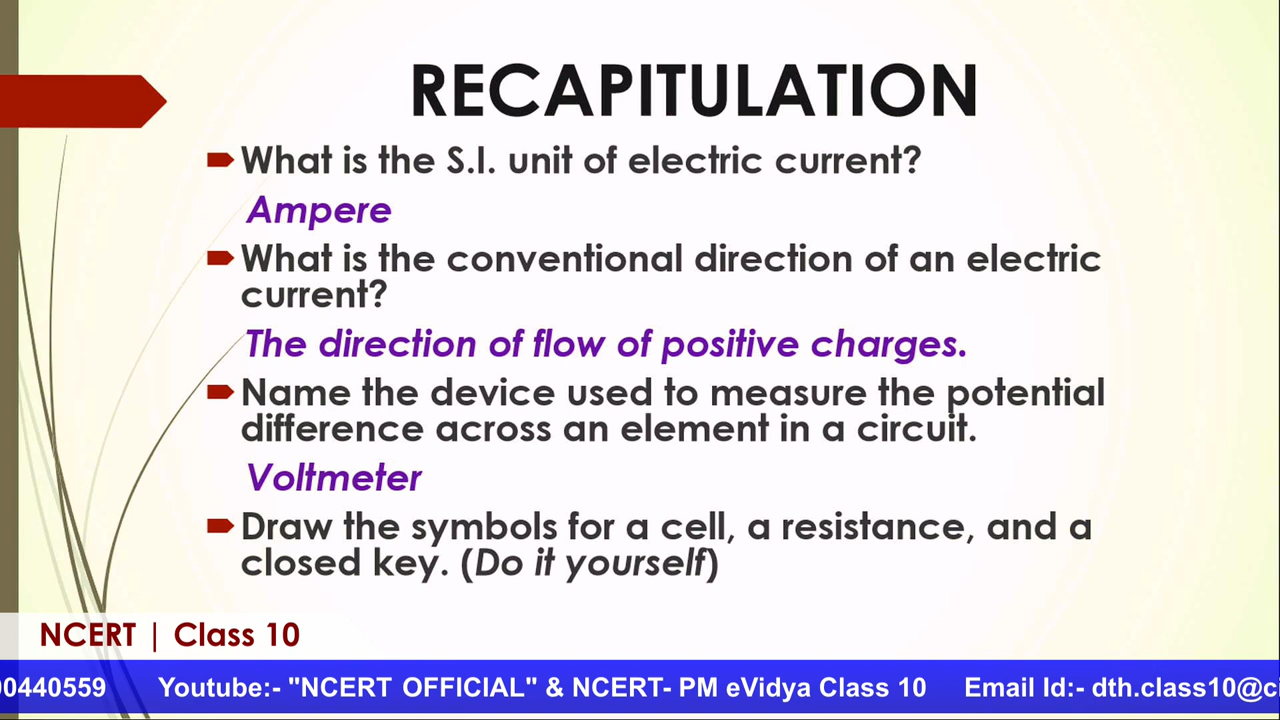 RECAPITULATION
What is the S.I. unit of electric current?
Ampere
What is the conventional direction of an electric
current?
The direction of flow of positive charges.
Name the device used to measure the potential
difference across an element in a circuit.
Voltmeter
Draw the symbols for a cell, a resistance, and a
closed key. (Do it yourself)
NCERT | Class 10
00440559 Youtube:- "NCERT OFFICIAL" & NCERT- PM eVidya Class 10 Email Id:- dth.class10@c